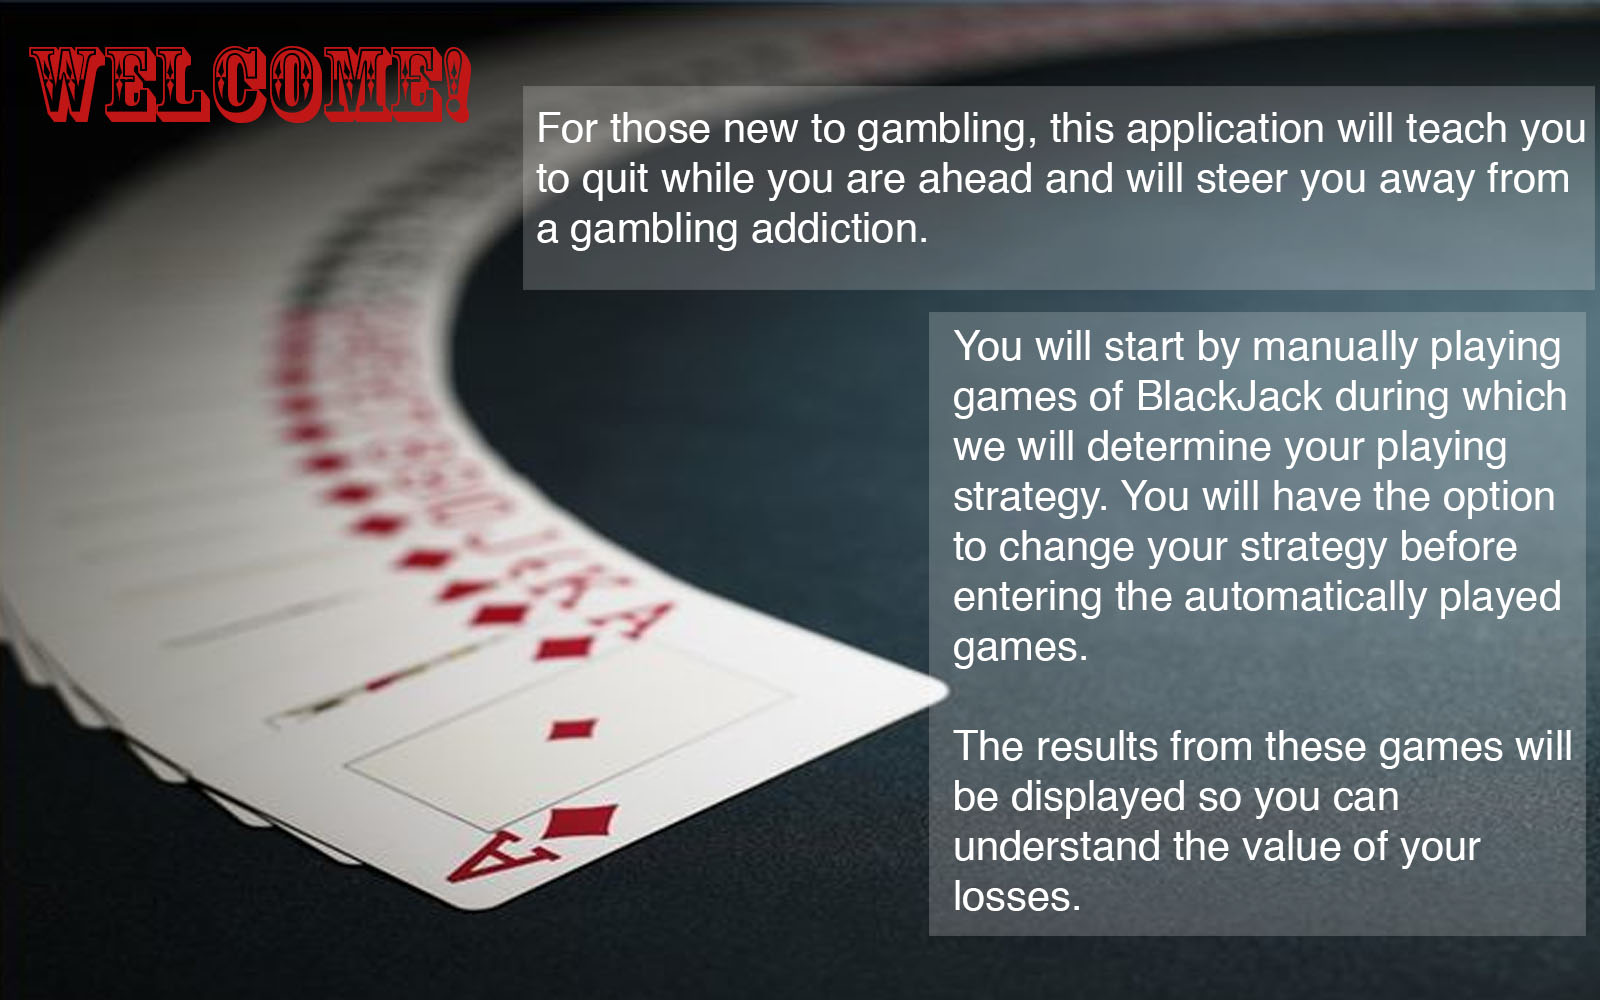 WELCOME!
For those new to gambling, this application will teach you
to quit while you are ahead and will steer you away from
a gambling addiction.
You will start by manually playing
games of BlackJack during which
we will determine your playing
strategy. You will have the option
to change your strategy before
entering the automatically played
games.
The results from these games will
be displayed so you can
understand the value of your
losses.
A
K
J
A